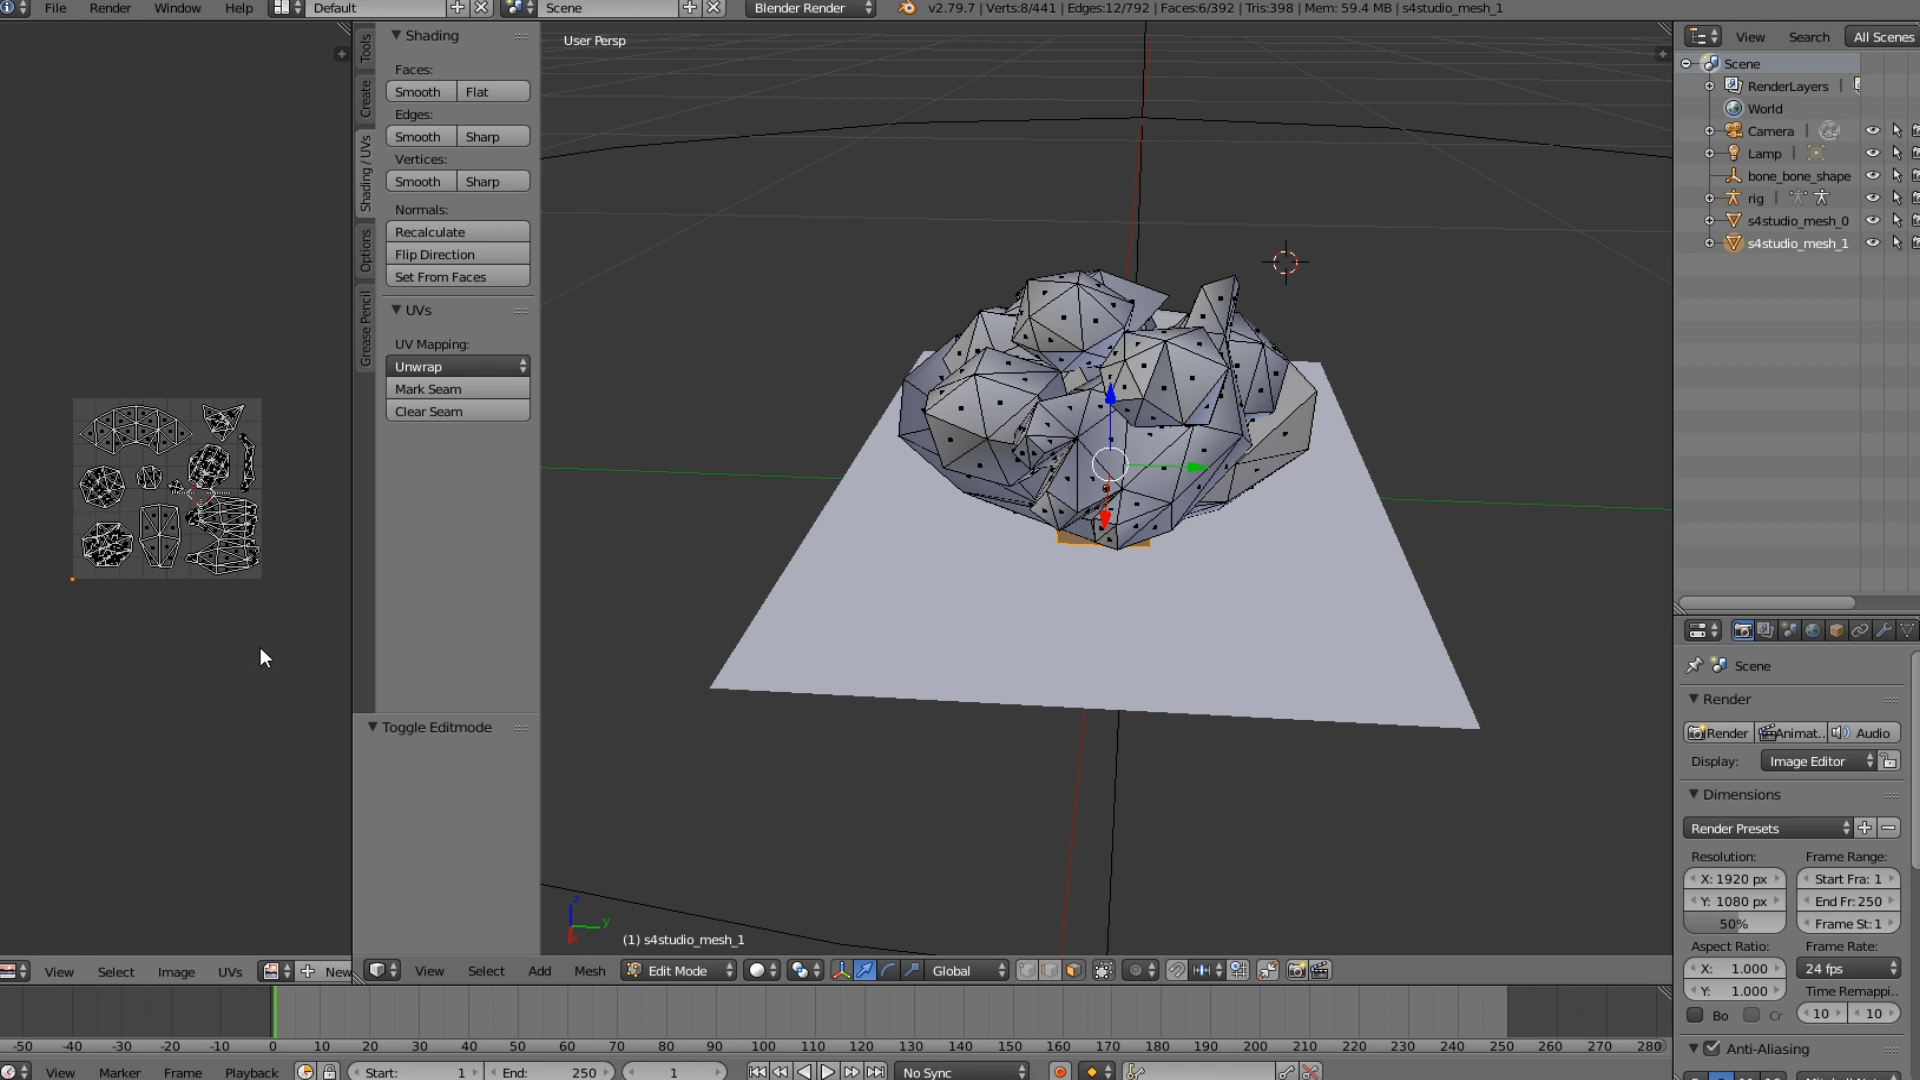 File Render Window Help Default Scene Blender Render v2.79.7 | Verts:8/441 | Edges:12/792 | Faces:6/392 | Tris:398 | Mem: 59.4 MB | s4studio_mesh_1
Tools
Create
Shading / UVs
Options
Grease Pencil
Shading
Faces:
Smooth Flat
Edges:
Smooth Sharp
Vertices:
Smooth Sharp
Normals:
Recalculate
Flip Direction
Set From Faces
UVs
UV Mapping:
Unwrap
Mark Seam
Clear Seam
Toggle Editmode
User Persp
z
y
(1) s4studio_mesh_1
View Search All Scenes
Scene
RenderLayers |
World
Camera |
Lamp |
bone_bone_shape
rig |
s4studio_mesh_0
s4studio_mesh_1
Scene
Render
Render Animat.. Audio
Display: Image Editor
Dimensions
Render Presets
Resolution: Frame Range:
X: 1920 px Start Fra: 1
Y: 1080 px End Fr: 250
50% Frame St: 1
Aspect Ratio: Frame Rate:
X: 1.000 24 fps
Y: 1.000 Time Remappi..
Bo Cr 10 10
Anti-Aliasing
View Select Image UVs New
View Select Add Mesh Edit Mode Global
-50 -40 -30 -20 -10 0 10 20 30 40 50 60 70 80 90 100 110 120 130 140 150 160 170 180 190 200 210 220 230 240 250 260 270 280
View Marker Frame Playback Start: 1 End: 250 1 No Sync